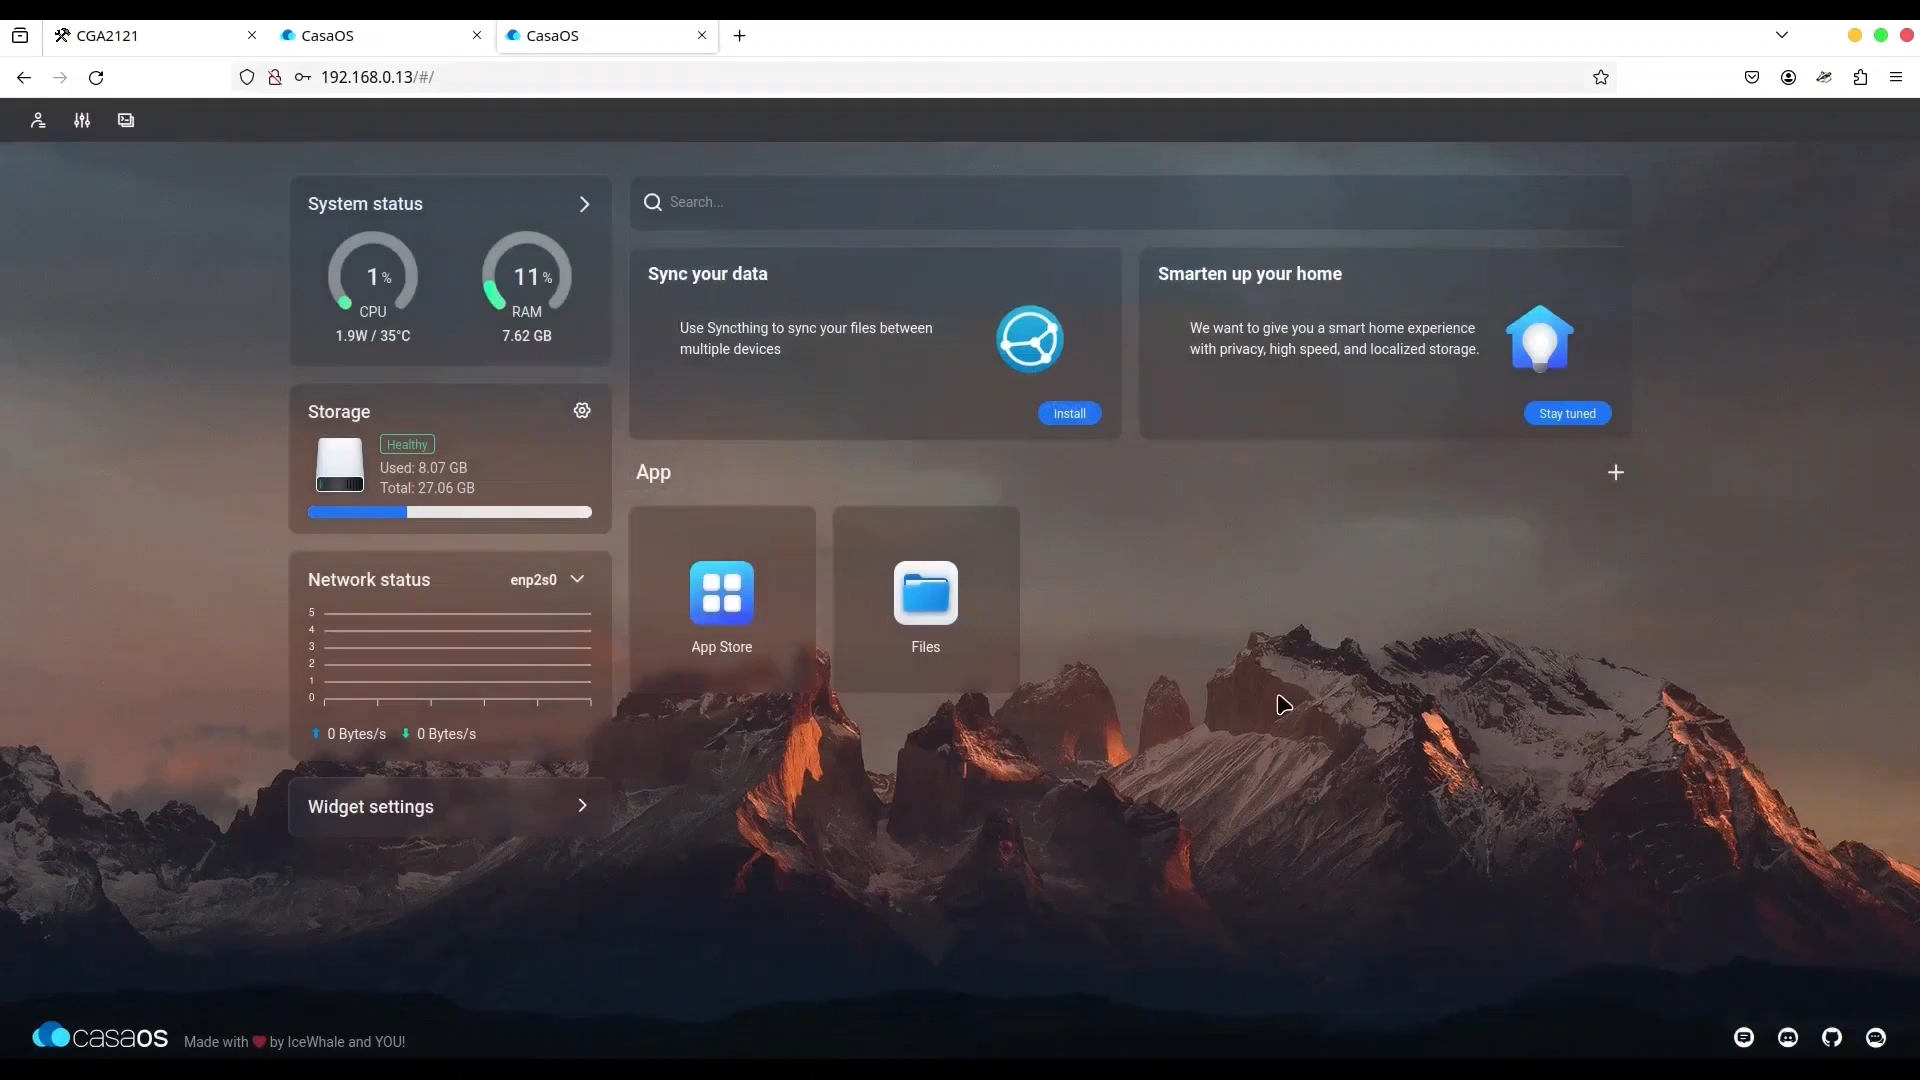 CGA2121
CasaOS
CasaOS
192.168.0.13/#/
System status
1%
CPU
1.9W / 35°C
11%
RAM
7.62 GB
Search...
Sync your data
Use Syncthing to sync your files between
multiple devices
Install
Smarten up your home
We want to give you a smart home experience
with privacy, high speed, and localized storage.
Stay tuned
Storage
Healthy
Used: 8.07 GB
Total: 27.06 GB
App
App Store
Files
Network status
enp2s0
5
4
3
2
1
0
0 Bytes/s
0 Bytes/s
Widget settings
casaOS
Made with ❤ by IceWhale and YOU!